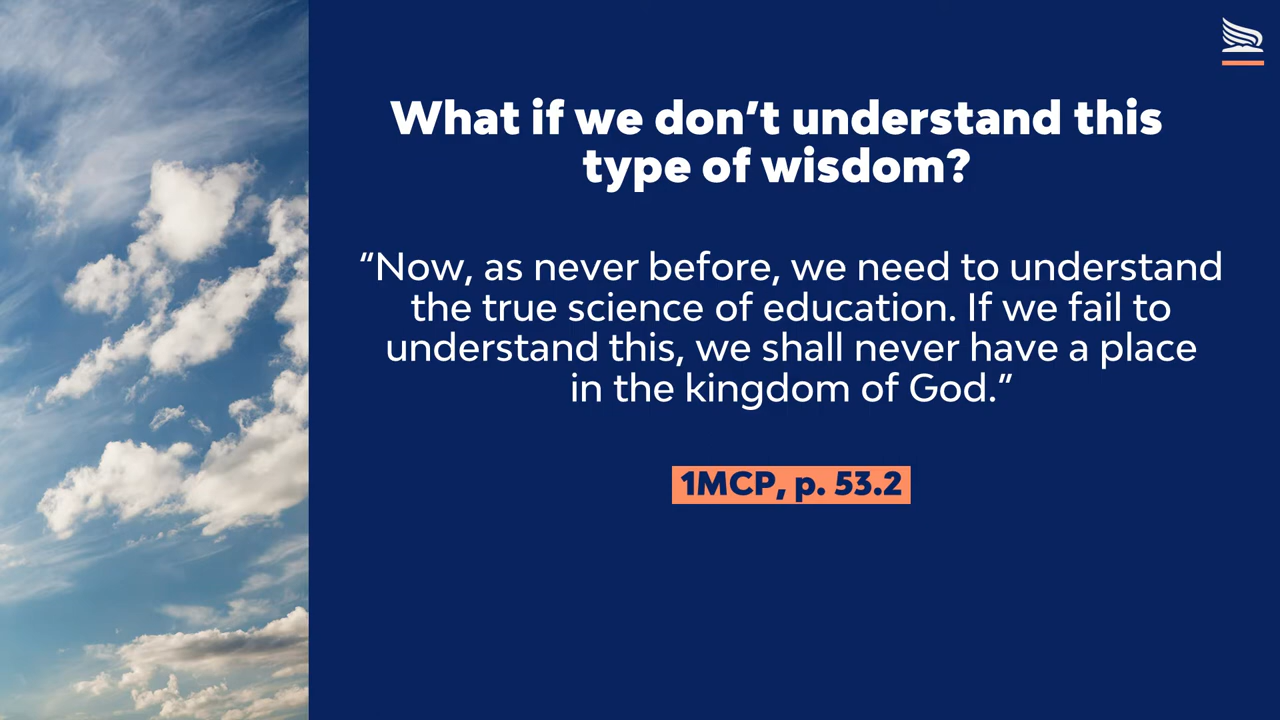 What if we don’t understand this
type of wisdom?
“Now, as never before, we need to understand
the true science of education. If we fail to
understand this, we shall never have a place
in the kingdom of God.”
1MCP, p. 53.2